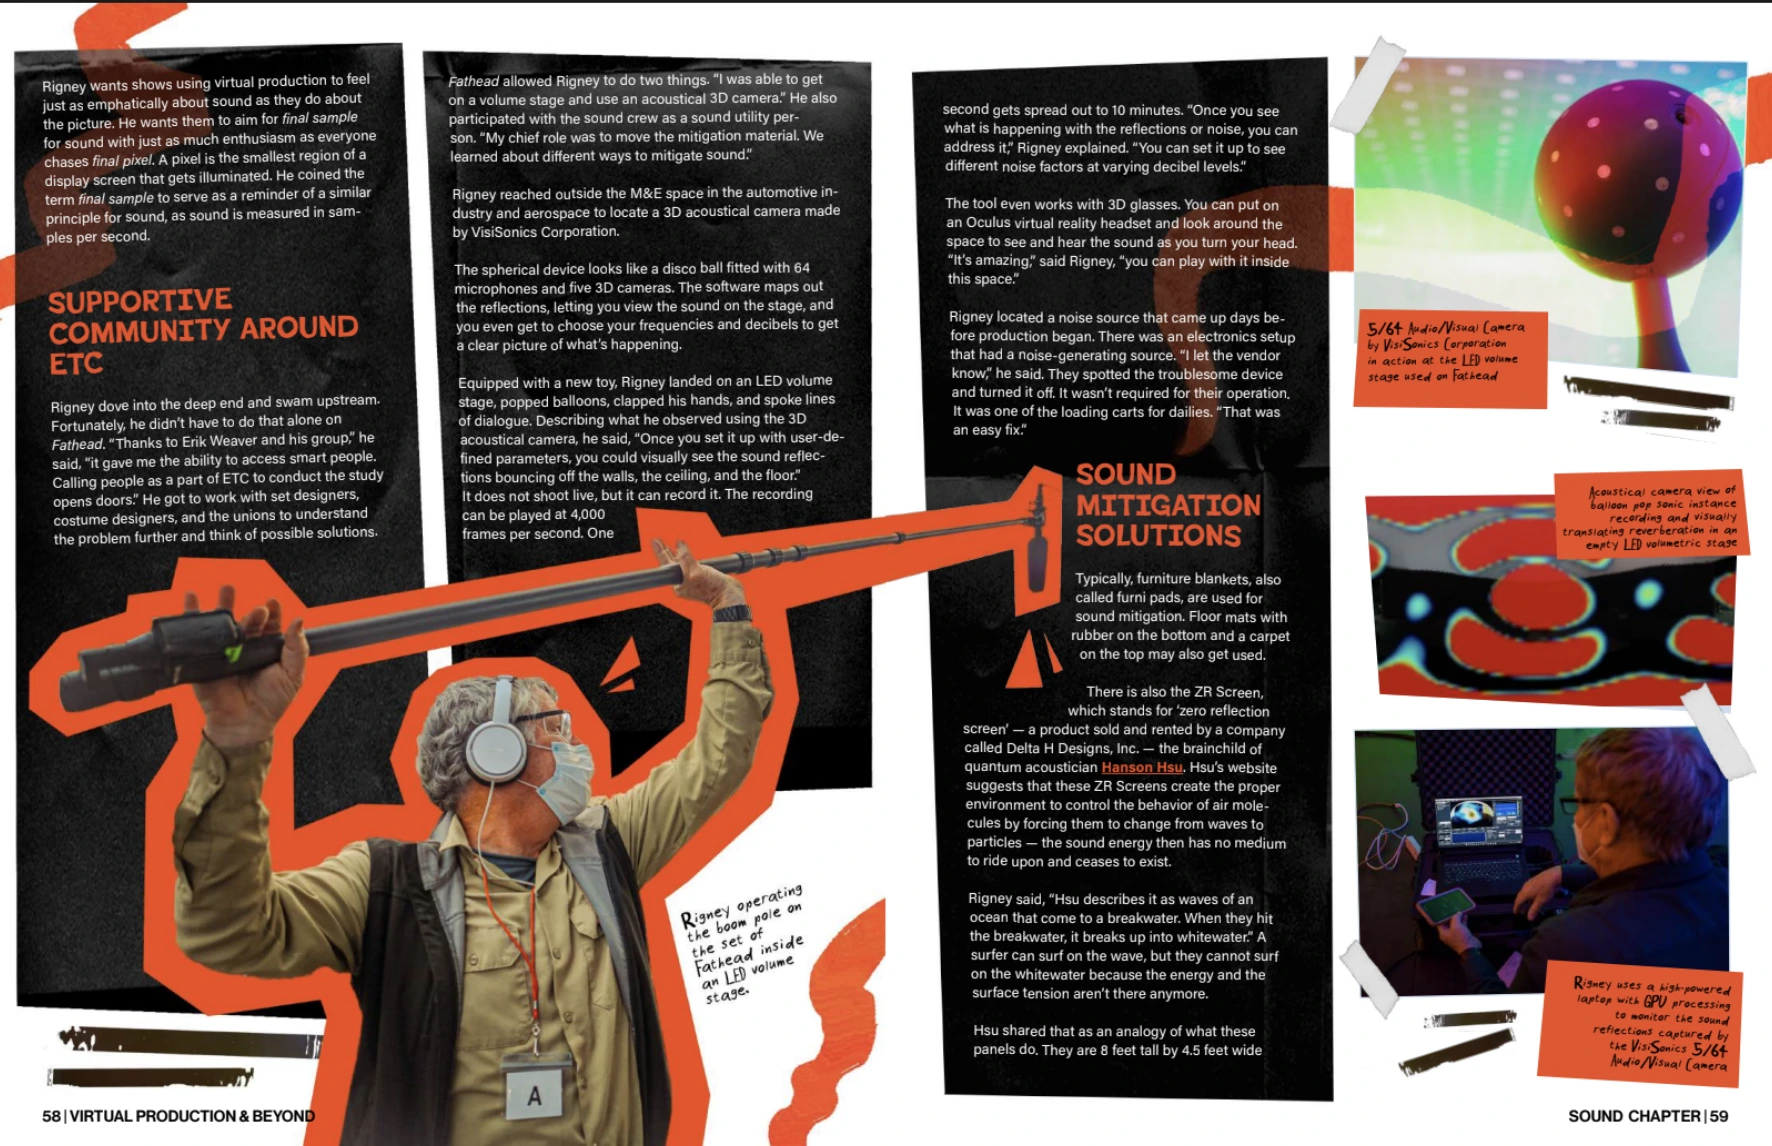 Rigney wants shows using virtual production to feel
just as emphatically about sound as they do about
the picture. He wants them to aim for final sample
for sound with just as much enthusiasm as everyone
chases final pixel. A pixel is the smallest region of a
display screen that gets illuminated. He coined the
term final sample to serve as a reminder of a similar
principle for sound, as sound is measured in sam-
ples per second.
SUPPORTIVE
COMMUNITY AROUND
ETC
Rigney dove into the deep end and swam upstream.
Fortunately, he didn't have to do that alone on
Fathead. "Thanks to Erik Weaver and his group," he
said, "it gave me the ability to access smart people.
Calling people as a part of ETC to conduct the study
opens doors." He got to work with set designers,
costume designers, and the unions to understand
the problem further and think of possible solutions.
Fathead allowed Rigney to do two things. "I was able to get
on a volume stage and use an acoustical 3D camera." He also
participated with the sound crew as a sound utility per-
son. "My chief role was to move the mitigation material. We
learned about different ways to mitigate sound."
Rigney reached outside the M&E space in the automotive in-
dustry and aerospace to locate a 3D acoustical camera made
by VisiSonics Corporation.
The spherical device looks like a disco ball fitted with 64
microphones and five 3D cameras. The software maps out
the reflections, letting you view the sound on the stage, and
you even get to choose your frequencies and decibels to get
a clear picture of what's happening.
Equipped with a new toy, Rigney landed on an LED volume
stage, popped balloons, clapped his hands, and spoke lines
of dialogue. Describing what he observed using the 3D
acoustical camera, he said, "Once you set it up with user-de-
fined parameters, you could visually see the sound reflec-
tions bouncing off the walls, the ceiling, and the floor."
It does not shoot live, but it can record it. The recording
can be played at 4,000
frames per second. One
A
Rigney operating
the boom pole on
the set of
Fathead inside
an LED volume
stage.
58 | VIRTUAL PRODUCTION & BEYOND
second gets spread out to 10 minutes. "Once you see
what is happening with the reflections or noise, you can
address it," Rigney explained. "You can set it up to see
different noise factors at varying decibel levels."
The tool even works with 3D glasses. You can put on
an Oculus virtual reality headset and look around the
space to see and hear the sound as you turn your head.
"It's amazing," said Rigney, "you can play with it inside
this space."
Rigney located a noise source that came up days be-
fore production began. There was an electronics setup
that had a noise-generating source. "I let the vendor
know," he said. They spotted the troublesome device
and turned it off. It wasn't required for their operation.
It was one of the loading carts for dailies. "That was
an easy fix."
SOUND
MITIGATION
SOLUTIONS
Typically, furniture blankets, also
called furni pads, are used for
sound mitigation. Floor mats with
rubber on the bottom and a carpet
on the top may also get used.
There is also the ZR Screen,
which stands for 'zero reflection
screen' — a product sold and rented by a company
called Delta H Designs, Inc. — the brainchild of
quantum acoustician Hanson Hsu. Hsu's website
suggests that these ZR Screens create the proper
environment to control the behavior of air mole-
cules by forcing them to change from waves to
particles — the sound energy then has no medium
to ride upon and ceases to exist.
Rigney said, "Hsu describes it as waves of an
ocean that come to a breakwater. When they hit
the breakwater, it breaks up into whitewater." A
surfer can surf on the wave, but they cannot surf
on the whitewater because the energy and the
surface tension aren't there anymore.
Hsu shared that as an analogy of what these
panels do. They are 8 feet tall by 4.5 feet wide
5/64 Audio/Visual Camera
by VisiSonics Corporation
in action at the LED volume
stage used on Fathead
Acoustical camera view of
balloon pop sonic instance
recording and visually
translating reverberation in an
empty LED volumetric stage
Rigney uses a high-powered
laptop with GPU processing
to monitor the sound
reflections captured by
the VisiSonics 5/64
Audio/Visual Camera
SOUND CHAPTER | 59